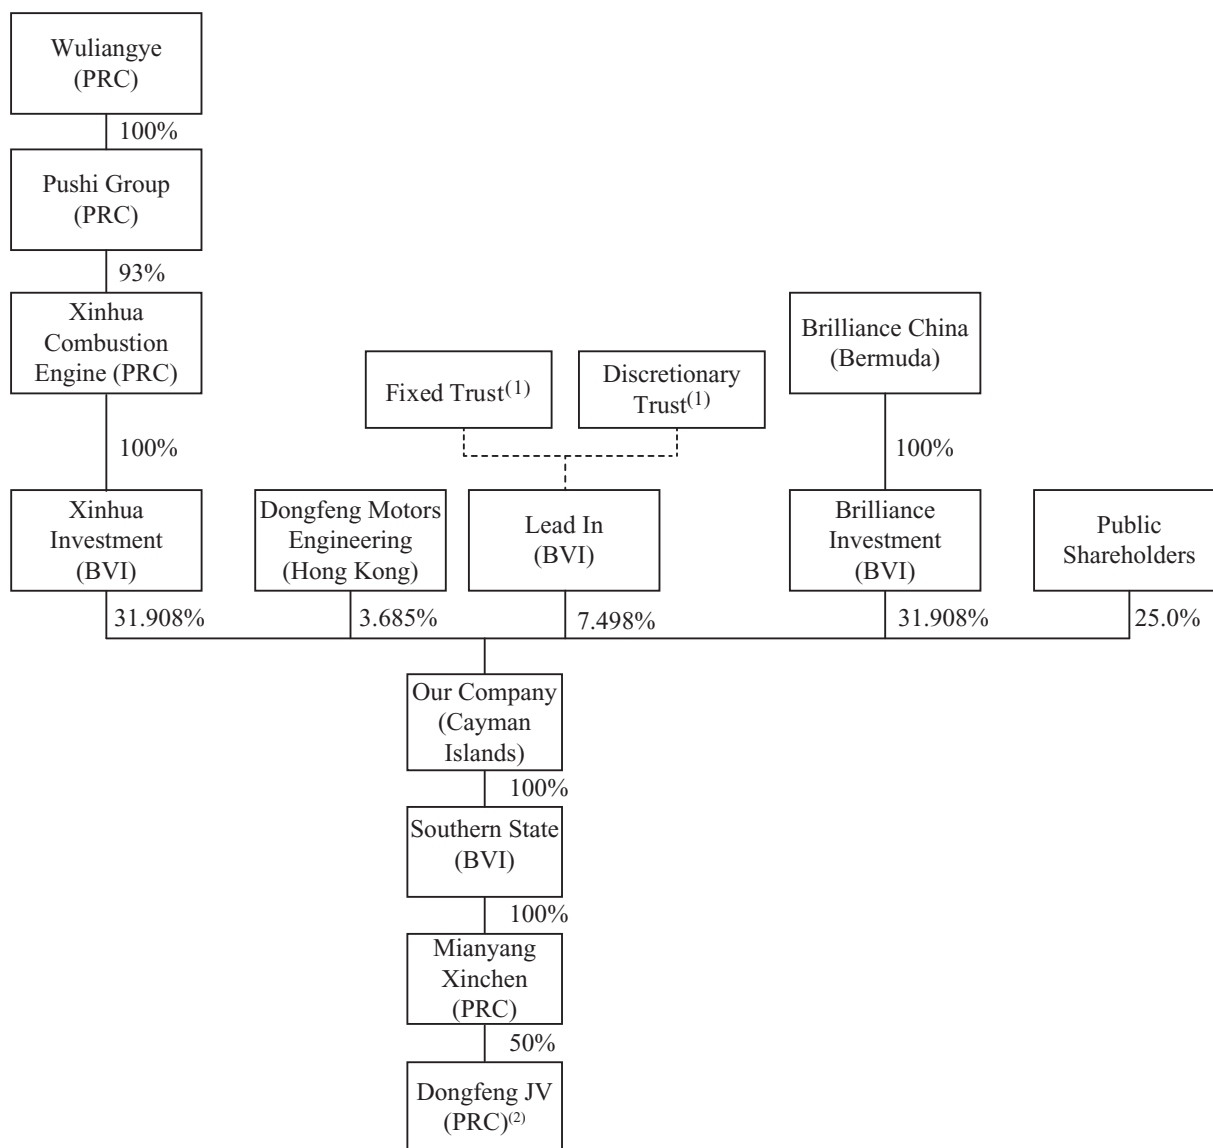 Wuliangye
(PRC)
100%
Pushi Group
(PRC)
93%
Xinhua
Combustion
Engine (PRC)
100%
Fixed Trust(1)
Discretionary
Trust(1)
Brilliance China
(Bermuda)
100%
Xinhua
Investment
(BVI)
Dongfeng Motors
Engineering
(Hong Kong)
Lead In
(BVI)
Brilliance
Investment
(BVI)
Public
Shareholders
31.908%
3.685%
7.498%
31.908%
25.0%
Our Company
(Cayman
Islands)
100%
Southern State
(BVI)
100%
Mianyang
Xinchen
(PRC)
50%
Dongfeng JV
(PRC)(2)